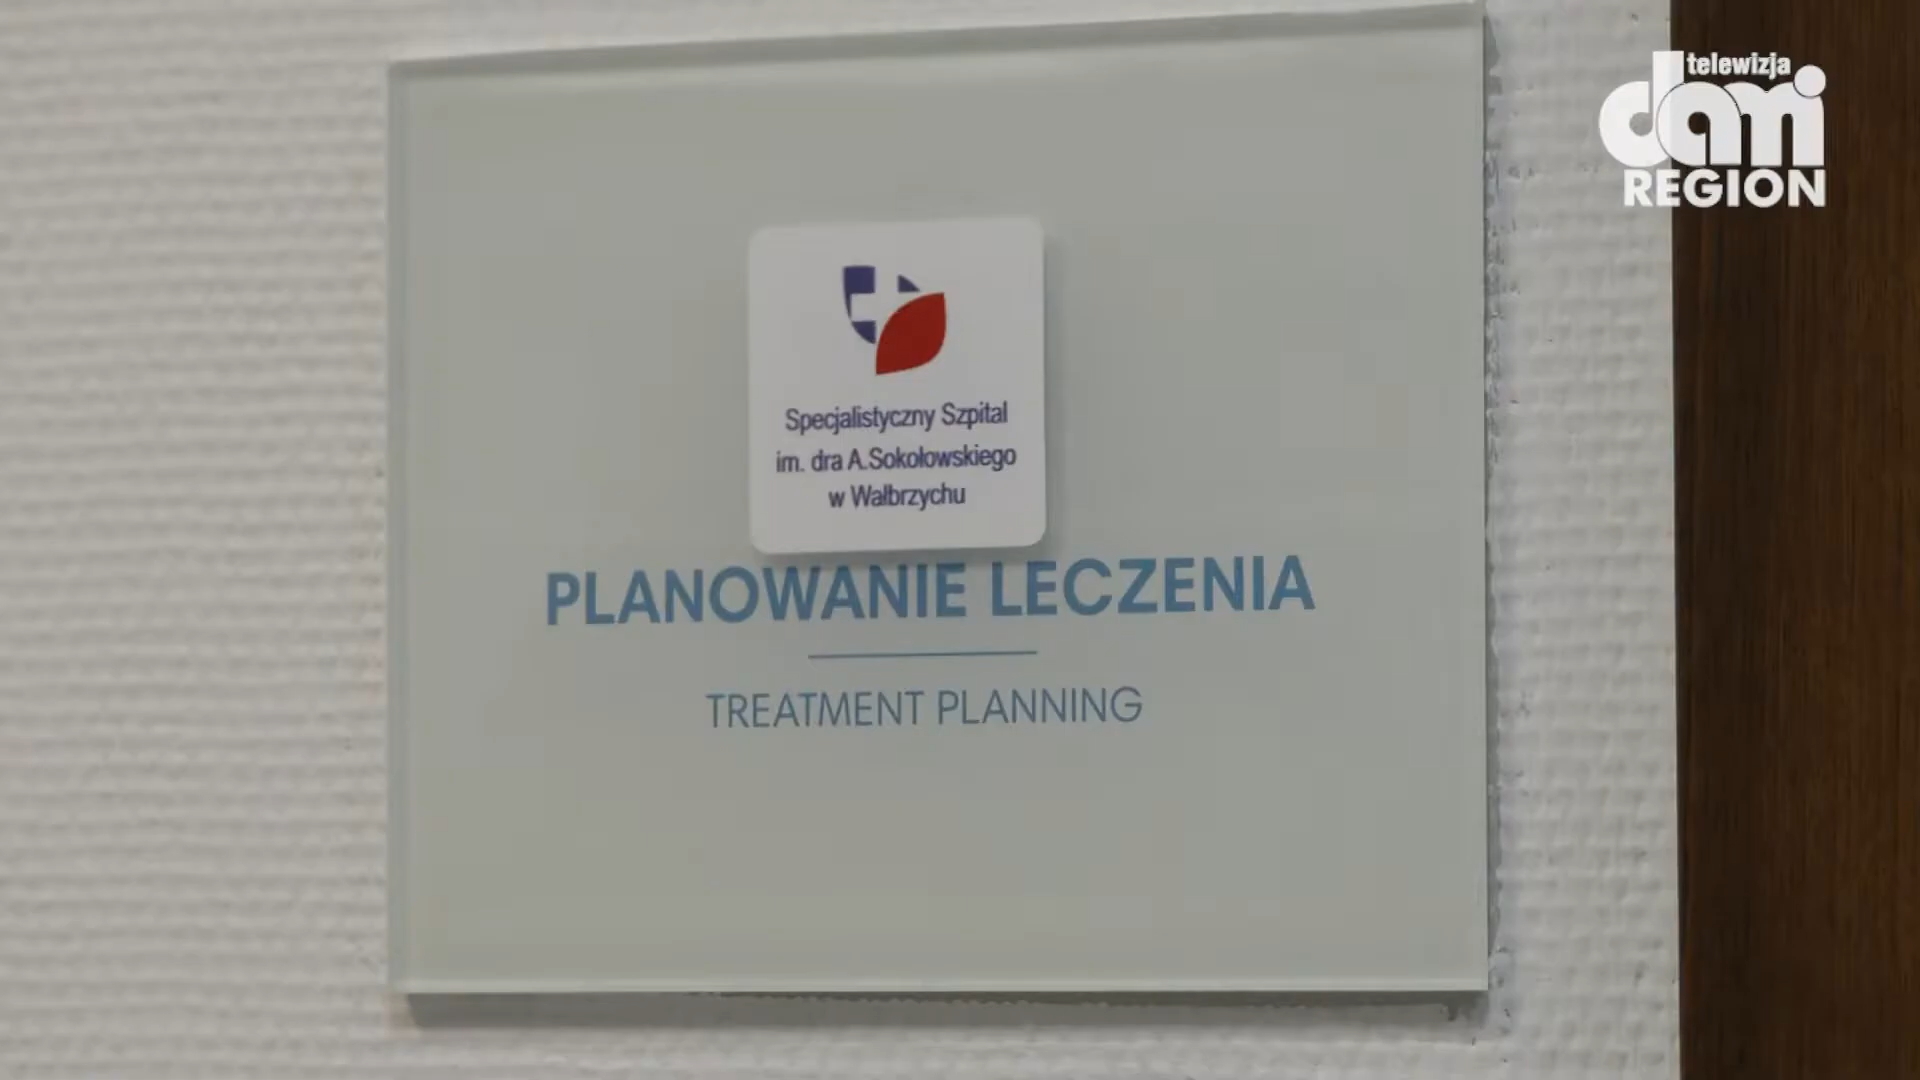 telewizja
dami
REGION
Specjalistyczny Szpital
im. dra A.Sokołowskiego
w Wałbrzychu
PLANOWANIE LECZENIA
TREATMENT PLANNING